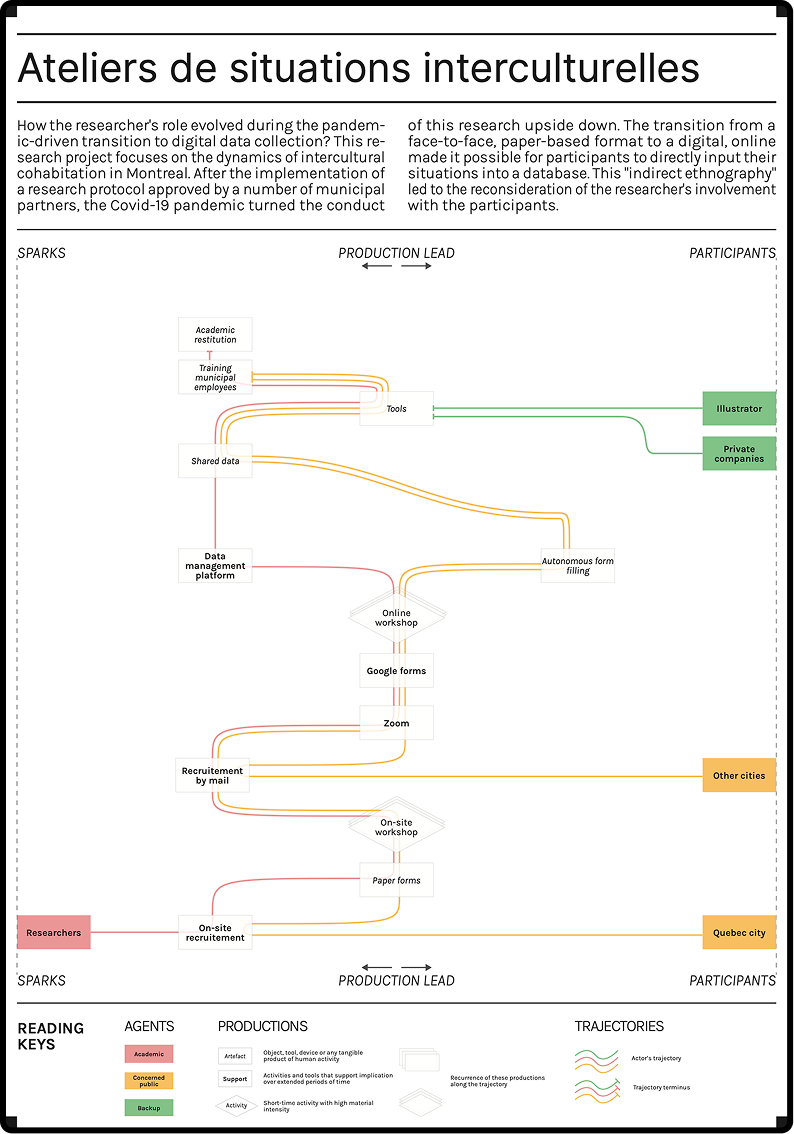 Ateliers de situations interculturelles
How the researcher's role evolved during the pandem-
ic-driven transition to digital data collection? This re-
search project focuses on the dynamics of intercultural
cohabitation in Montreal. After the implementation of
a research protocol approved by a number of municipal
partners, the Covid-19 pandemic turned the conduct
of this research upside down. The transition from a
face-to-face, paper-based format to a digital, online
made it possible for participants to directly input their
situations into a database. This "indirect ethnography"
led to the reconsideration of the researcher's involvement
with the participants.
SPARKS
PRODUCTION LEAD
PARTICIPANTS
Academic
restitution
Training
municipal
employees
Tools
Illustrator
Private
companies
Shared data
Data
management
platform
Autonomous form
filling
Online
workshop
Google forms
Zoom
Recruitement
by mail
Other cities
On-site
workshop
Paper forms
Researchers
On-site
recruitement
Quebec city
SPARKS
PRODUCTION LEAD
PARTICIPANTS
READING
KEYS
AGENTS
Academic
Concerned
public
Backup
PRODUCTIONS
Artefact
Object, tool, device or any tangible
product of human activity
Support
Activities and tools that support implication
over extended periods of time
Activity
Short-time activity with high material
intensity
Recurrence of these productions
along the trajectory
TRAJECTORIES
Actor's trajectory
Trajectory terminus